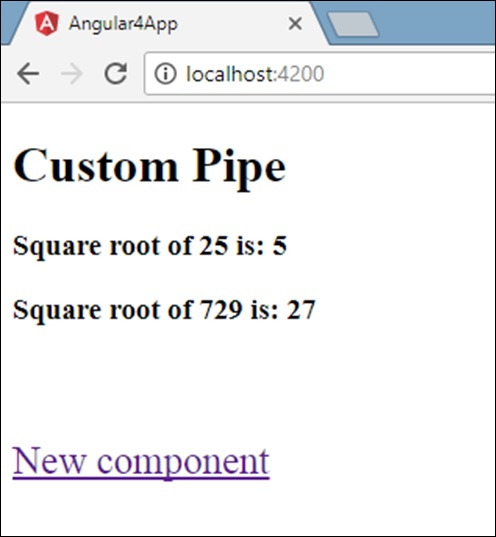 Angular4App
localhost:4200
Custom Pipe
Square root of 25 is: 5
Square root of 729 is: 27
New component